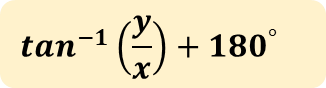 tan⁻¹ (y/x) + 180°